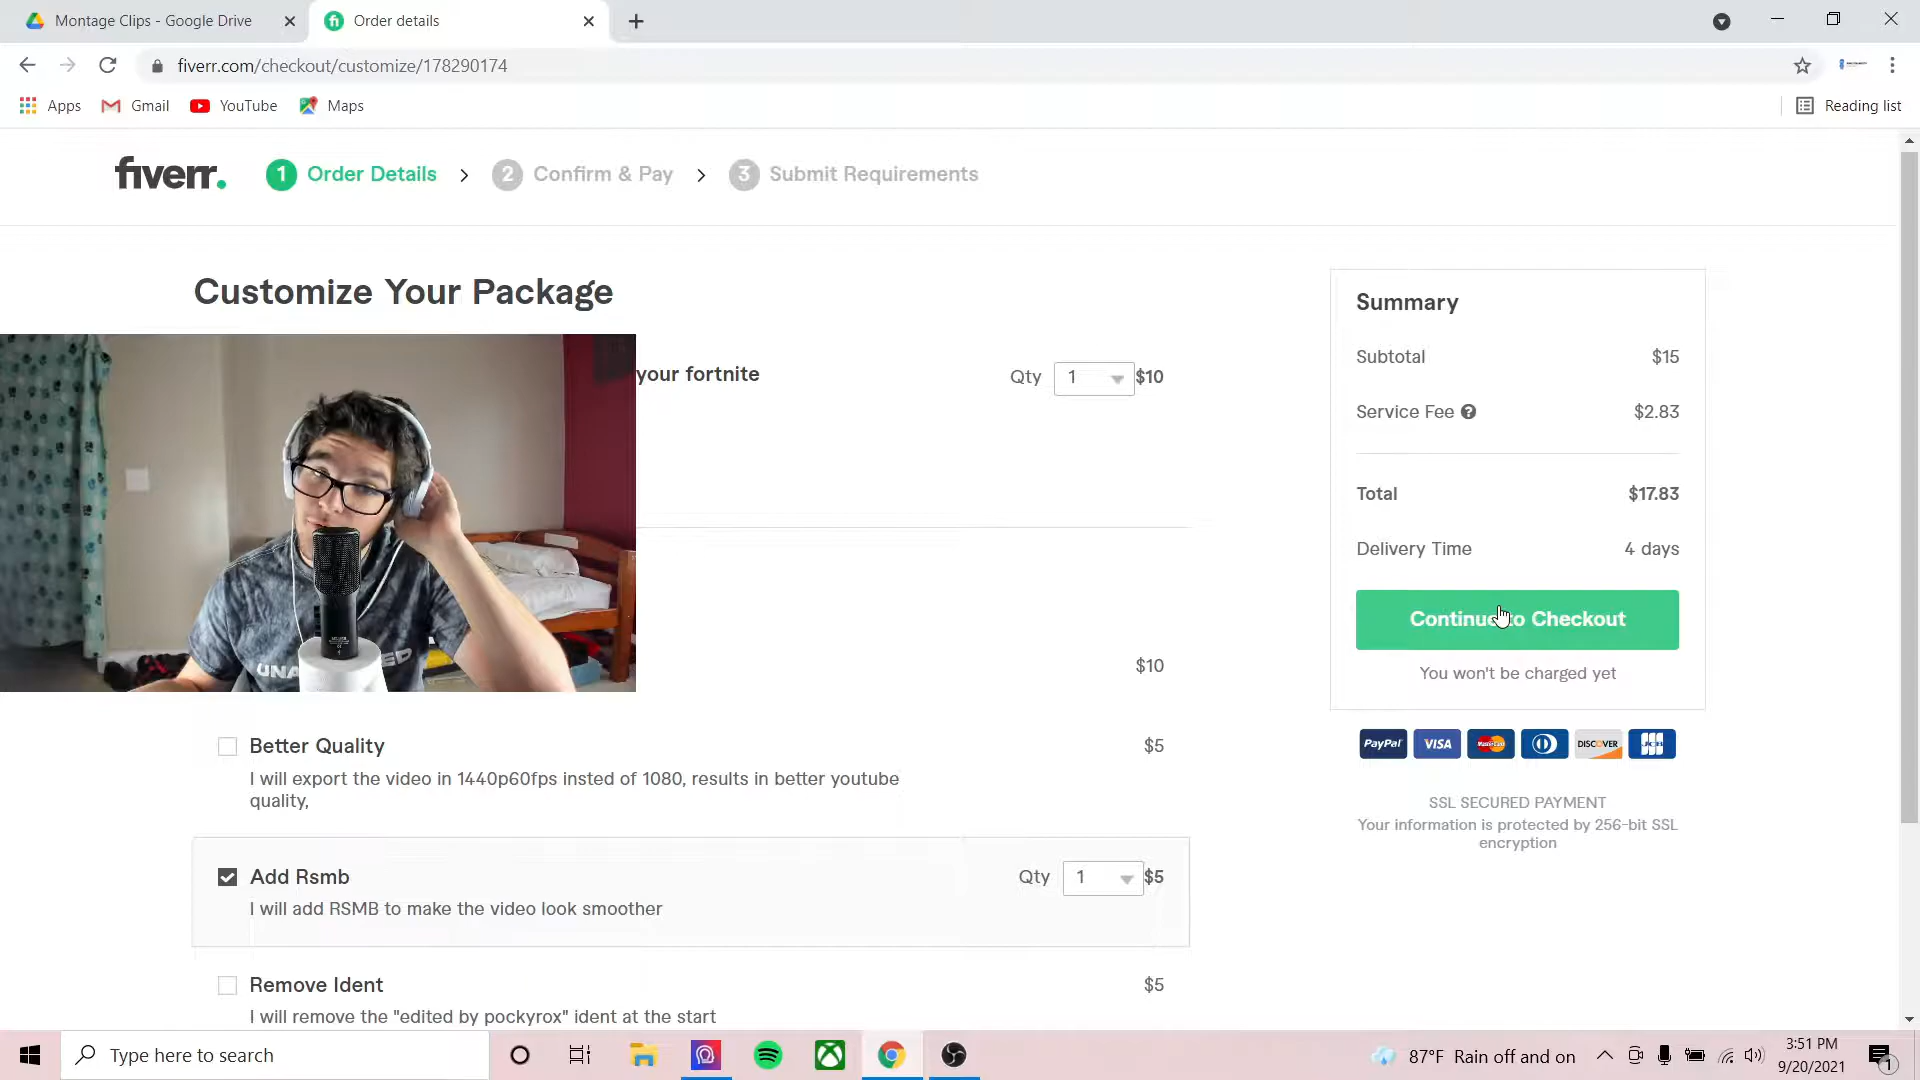 Montage Clips - Google Drive
Order details
fiverr.com/checkout/customize/178290174
Apps
Gmail
YouTube
Maps
Reading list
fiverr.
1 Order Details
2 Confirm & Pay
3 Submit Requirements
Customize Your Package
your fortnite
Qty 1 $10
$10
Better Quality $5
I will export the video in 1440p60fps insted of 1080, results in better youtube
quality,
Add Rsmb Qty 1 $5
I will add RSMB to make the video look smoother
Remove Ident $5
I will remove the "edited by pockyrox" ident at the start
Summary
Subtotal $15
Service Fee ? $2.83
Total $17.83
Delivery Time 4 days
Continue to Checkout
You won't be charged yet
PayPal VISA MasterCard DISCOVER JCB
SSL SECURED PAYMENT
Your information is protected by 256-bit SSL
encryption
Type here to search
87°F Rain off and on
3:51 PM
9/20/2021
1